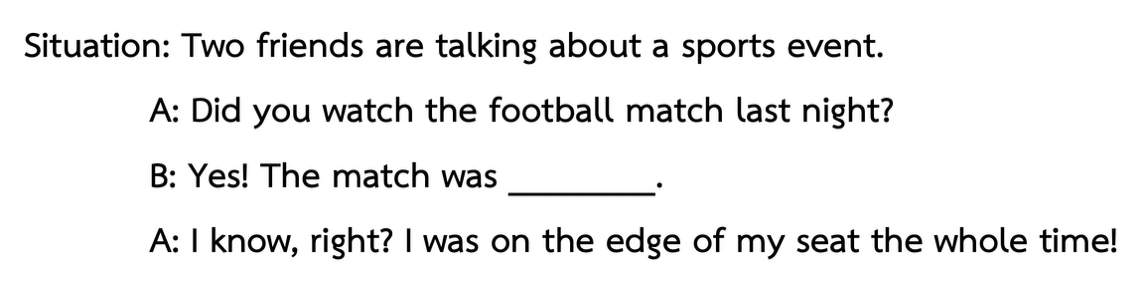 Situation: Two friends are talking about a sports event.
A: Did you watch the football match last night?
B: Yes! The match was ________.
A: I know, right? I was on the edge of my seat the whole time!